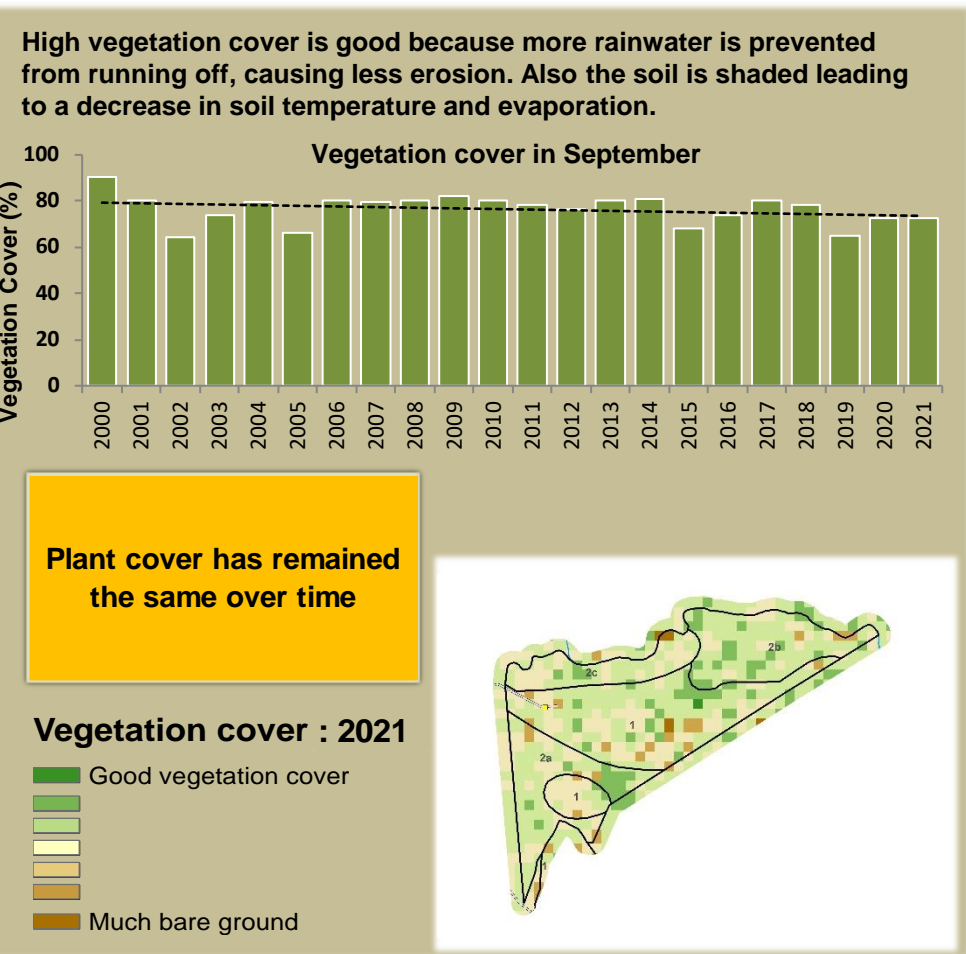 High vegetation cover is good because more rainwater is prevented
from running off, causing less erosion. Also the soil is shaded leading
to a decrease in soil temperature and evaporation.
Vegetation cover in September
Vegetation Cover (%)
100
80
60
40
20
0
2000 2001 2002 2003 2004 2005 2006 2007 2008 2009 2010 2011 2012 2013 2014 2015 2016 2017 2018 2019 2020 2021
Plant cover has remained
the same over time
Vegetation cover : 2021
Good vegetation cover
Much bare ground
2b
2c
1
2a
1
1